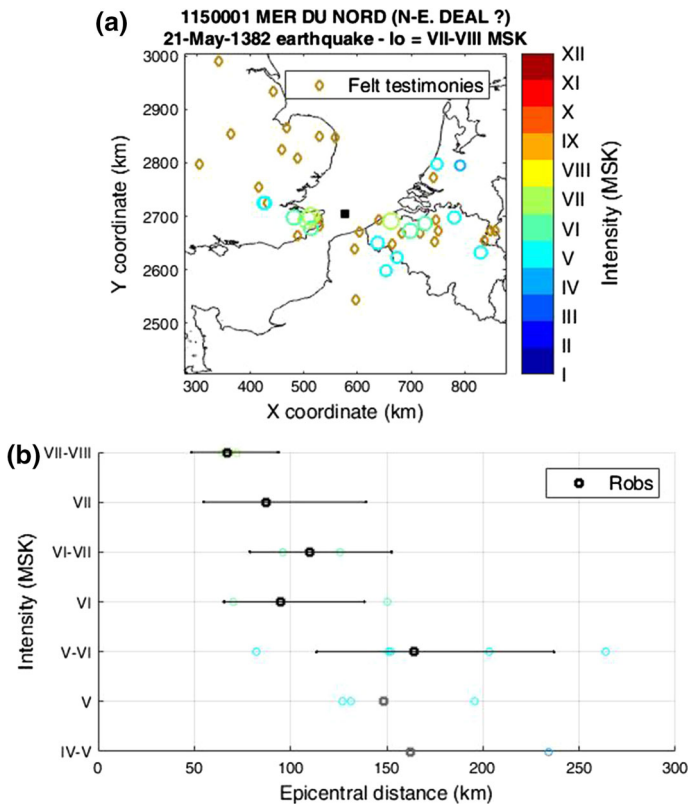 (a)
1150001 MER DU NORD (N-E. DEAL ?)
21-May-1382 earthquake - Io = VII-VIII MSK
Felt testimonies
3000
2900
2800
2700
2600
2500
Y coordinate (km)
300 400 500 600 700 800
X coordinate (km)
XII
XI
X
IX
VIII
VII
VI
V
IV
III
II
I
Intensity (MSK)
(b)
Robs
VII-VIII
VII
VI-VII
VI
V-VI
V
IV-V
Intensity (MSK)
0 50 100 150 200 250 300
Epicentral distance (km)